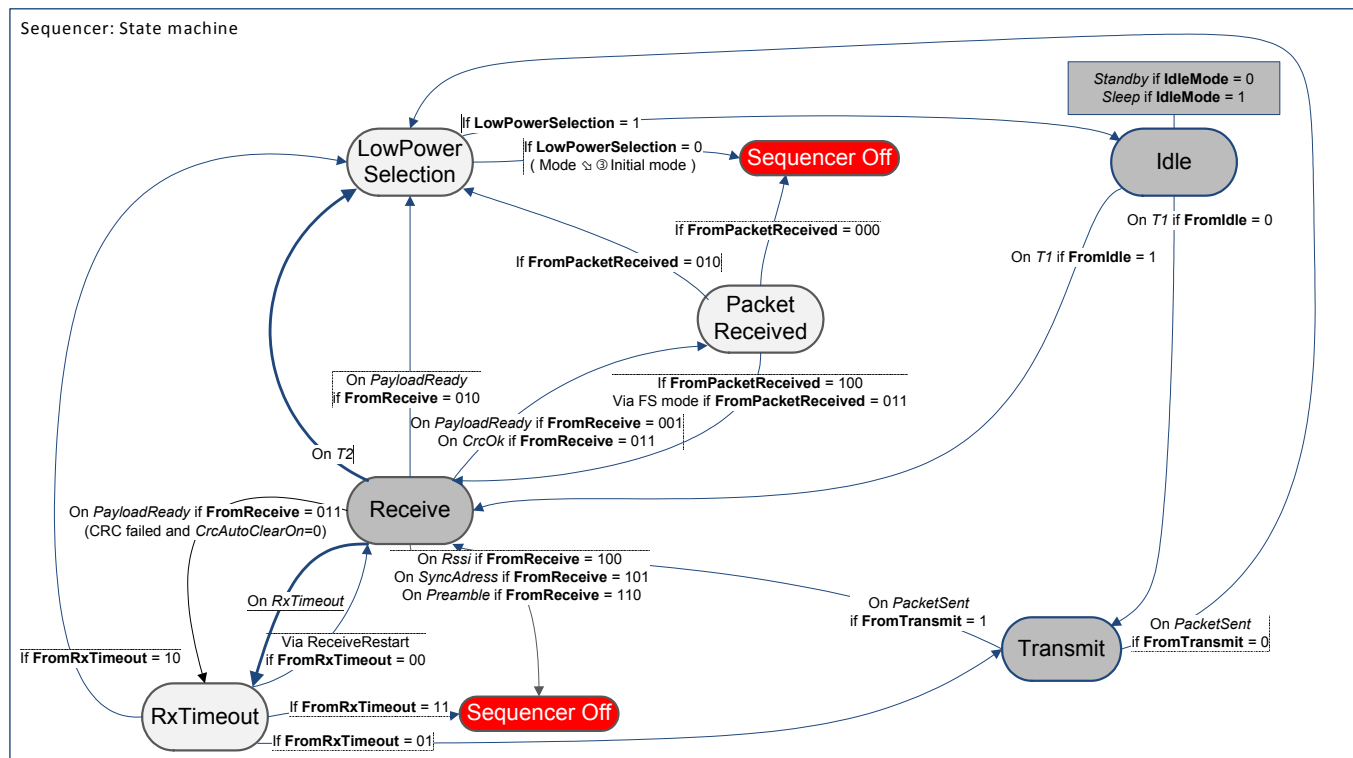 Sequencer: State machine
Standby if IdleMode = 0
Sleep if IdleMode = 1
If LowPowerSelection = 1
LowPower
Selection
If LowPowerSelection = 0
( Mode ⇘ ③ Initial mode )
Sequencer Off
Idle
On T1 if FromIdle = 0
If FromPacketReceived = 000
On T1 if FromIdle = 1
If FromPacketReceived = 010
Packet
Received
On PayloadReady
if FromReceive = 010
If FromPacketReceived = 100
Via FS mode if FromPacketReceived = 011
On PayloadReady if FromReceive = 001
On CrcOk if FromReceive = 011
On T2
Receive
On PayloadReady if FromReceive = 011
(CRC failed and CrcAutoClearOn=0)
On Rssi if FromReceive = 100
On SyncAdress if FromReceive = 101
On Preamble if FromReceive = 110
On RxTimeout
On PacketSent
if FromTransmit = 1
On PacketSent
if FromTransmit = 0
Via ReceiveRestart
if FromRxTimeout = 00
If FromRxTimeout = 10
Transmit
RxTimeout
If FromRxTimeout = 11
Sequencer Off
If FromRxTimeout = 01